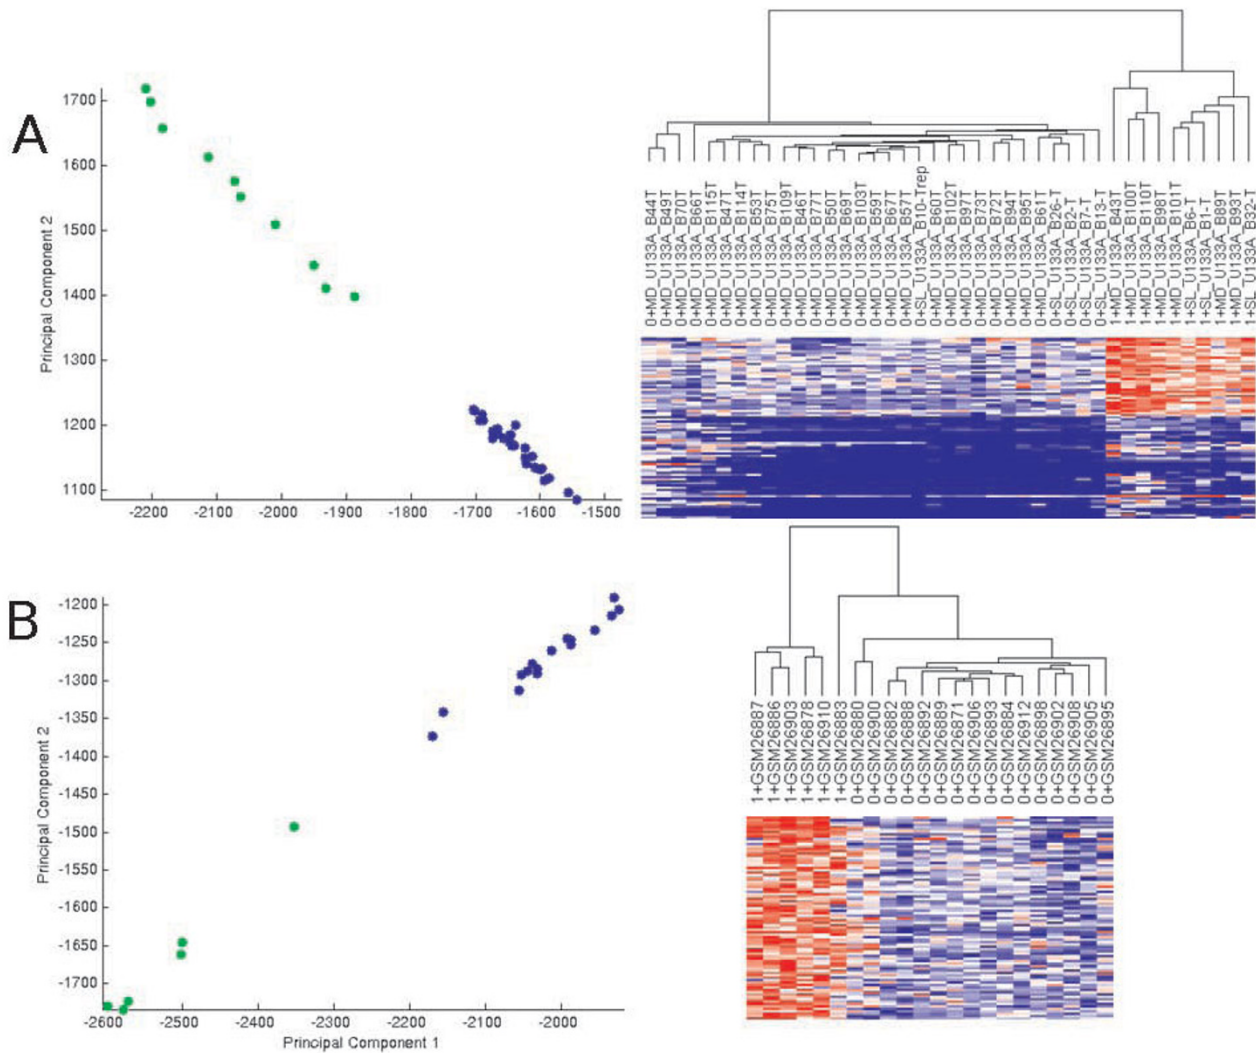 A
Principal Component 2
1700
1600
1500
1400
1300
1200
1100
-2200 -2100 -2000 -1900 -1800 -1700 -1600 -1500
0+MD_U133A_B44T
0+MD_U133A_B49T
0+MD_U133A_B70T
0+MD_U133A_B66T
0+MD_U133A_B115T
0+MD_U133A_B47T
0+MD_U133A_B114T
0+MD_U133A_B53T
0+MD_U133A_B75T
0+MD_U133A_B109T
0+MD_U133A_B46T
0+MD_U133A_B77T
0+MD_U133A_B50T
0+MD_U133A_B69T
0+MD_U133A_B103T
0+MD_U133A_B59T
0+MD_U133A_B67T
0+MD_U133A_B57T
0+SL_U133A_B10-Trep
0+MD_U133A_B60T
0+MD_U133A_B102T
0+MD_U133A_B97T
0+MD_U133A_B73T
0+MD_U133A_B72T
0+MD_U133A_B94T
0+MD_U133A_B95T
0+MD_U133A_B61T
0+SL_U133A_B26-T
0+SL_U133A_B2-T
0+SL_U133A_B7-T
0+SL_U133A_B13-T
1+MD_U133A_B43T
1+MD_U133A_B100T
1+MD_U133A_B110T
1+MD_U133A_B98T
1+MD_U133A_B101T
1+SL_U133A_B6-T
1+SL_U133A_B1-T
1+MD_U133A_B89T
1+MD_U133A_B93T
1+SL_U133A_B32-T
B
Principal Component 2
-1200
-1250
-1300
-1350
-1400
-1450
-1500
-1550
-1600
-1650
-1700
-2600 -2500 -2400 -2300 -2200 -2100 -2000
Principal Component 1
1+GSM26887
1+GSM26886
1+GSM26903
1+GSM26878
1+GSM26910
1+GSM26883
0+GSM26880
0+GSM26900
0+GSM26882
0+GSM26888
0+GSM26892
0+GSM26889
0+GSM26871
0+GSM26906
0+GSM26893
0+GSM26884
0+GSM26912
0+GSM26898
0+GSM26902
0+GSM26908
0+GSM26905
0+GSM26895